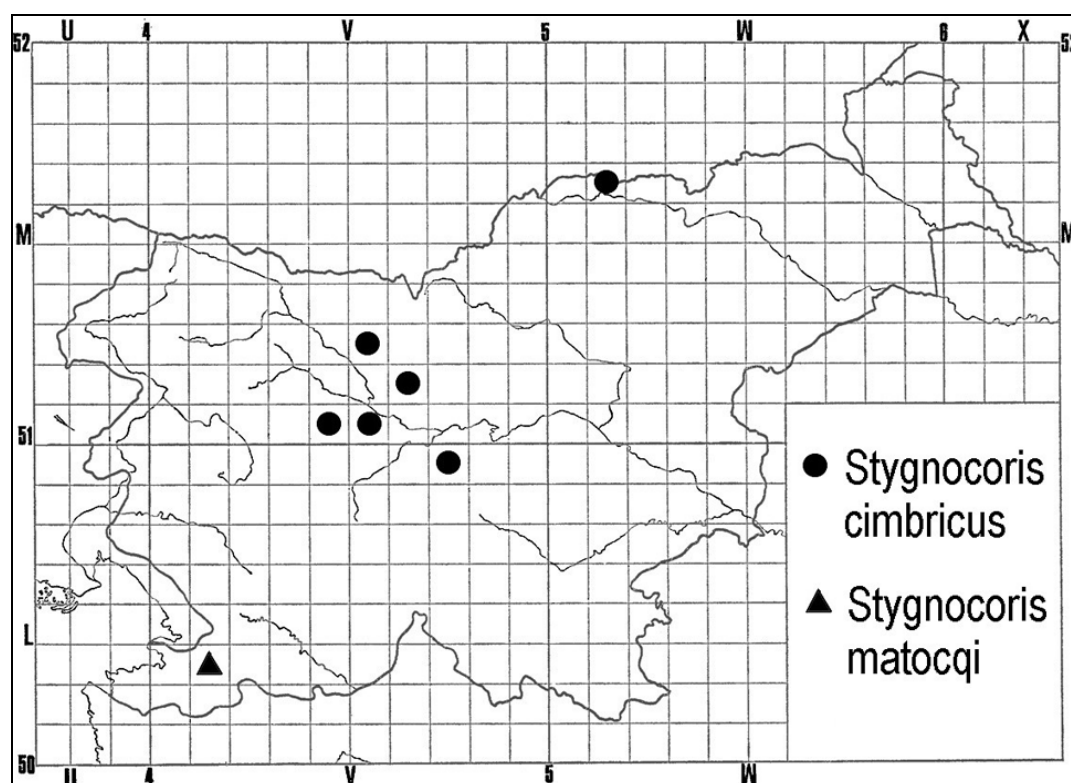 U 4 V 5 W 6 X
52 52
M M
51
Stygnocoris
cimbricus
Stygnocoris
matocqi
L
50
U 4 V 5 W